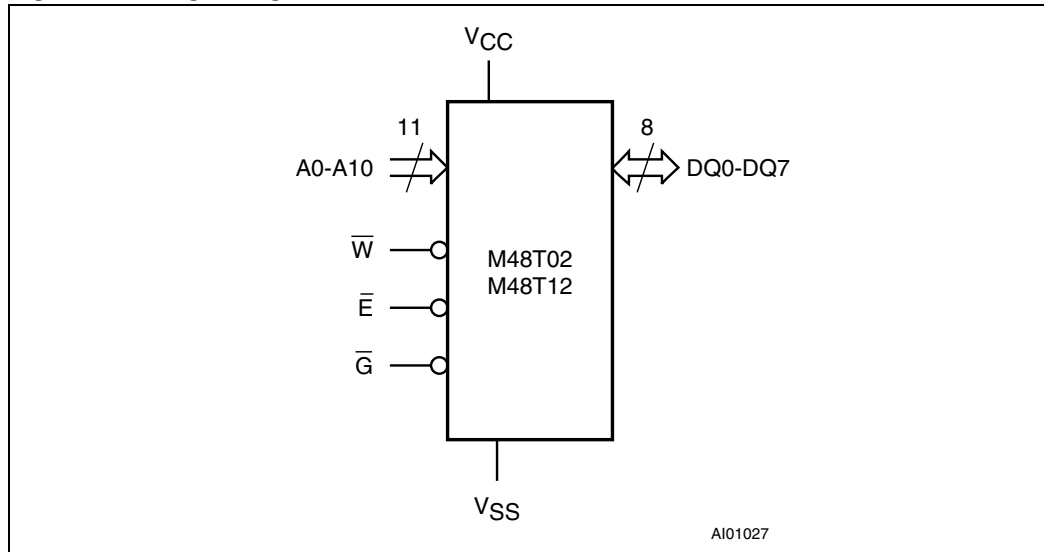 VCC
11
8
A0-A10
DQ0-DQ7
W̅
M48T02
M48T12
E̅
G̅
VSS
AI01027